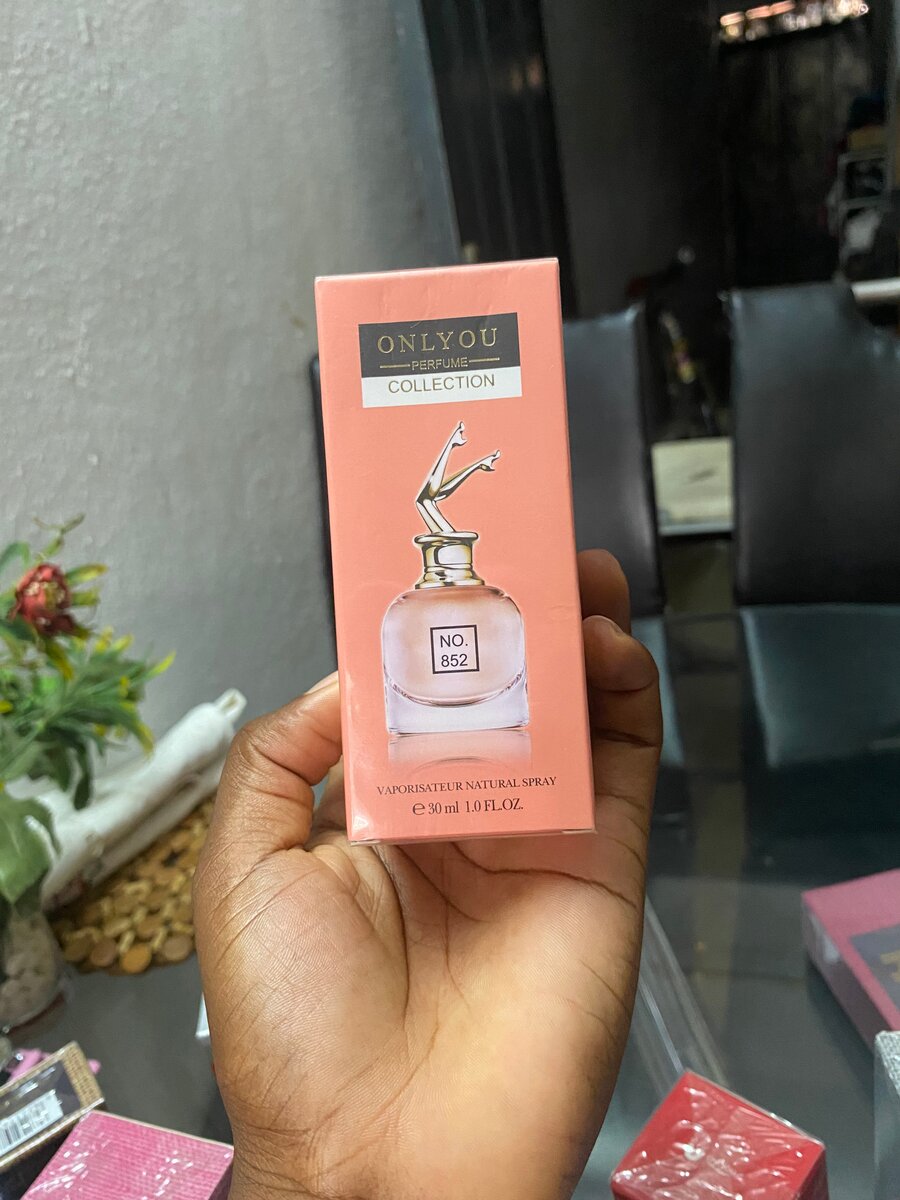 ONLYOU
PERFUME
COLLECTION
NO.
852
VAPORISATEUR NATURAL SPRAY
℮ 30 ml 1.0 FL.OZ.